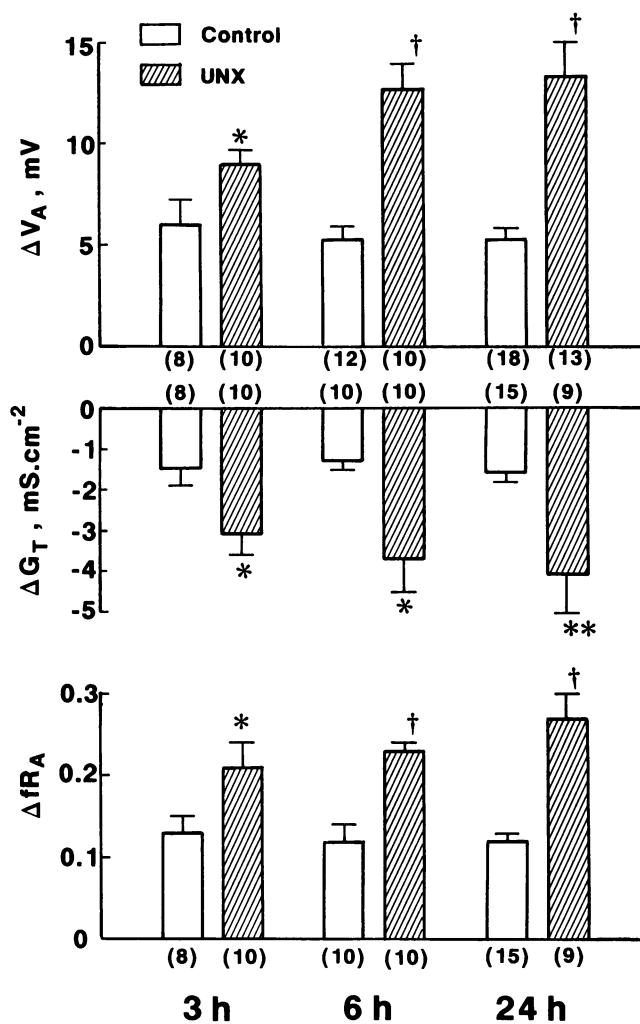 Control
UNX
15
10
5
0
ΔV_A , mV
* † †
(8) (10) (12) (10) (18) (13)
(8) (10) (10) (10) (15) (9)
0
-1
-2
-3
-4
-5
ΔG_T , mS.cm⁻²
* * **
0.3
0.2
0.1
0
ΔfR_A
* † †
(8) (10) (10) (10) (15) (9)
3 h 6 h 24 h